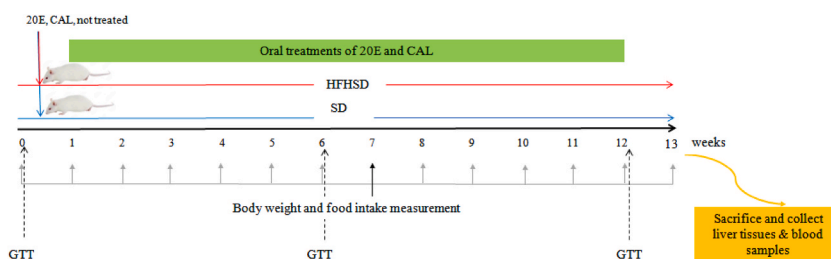 20E, CAL, not treated
Oral treatments of 20E and CAL
HFHSD
SD
0 1 2 3 4 5 6 7 8 9 10 11 12 13 weeks
Body weight and food intake measurement
GTT GTT GTT
Sacrifice and collect
liver tissues & blood
samples